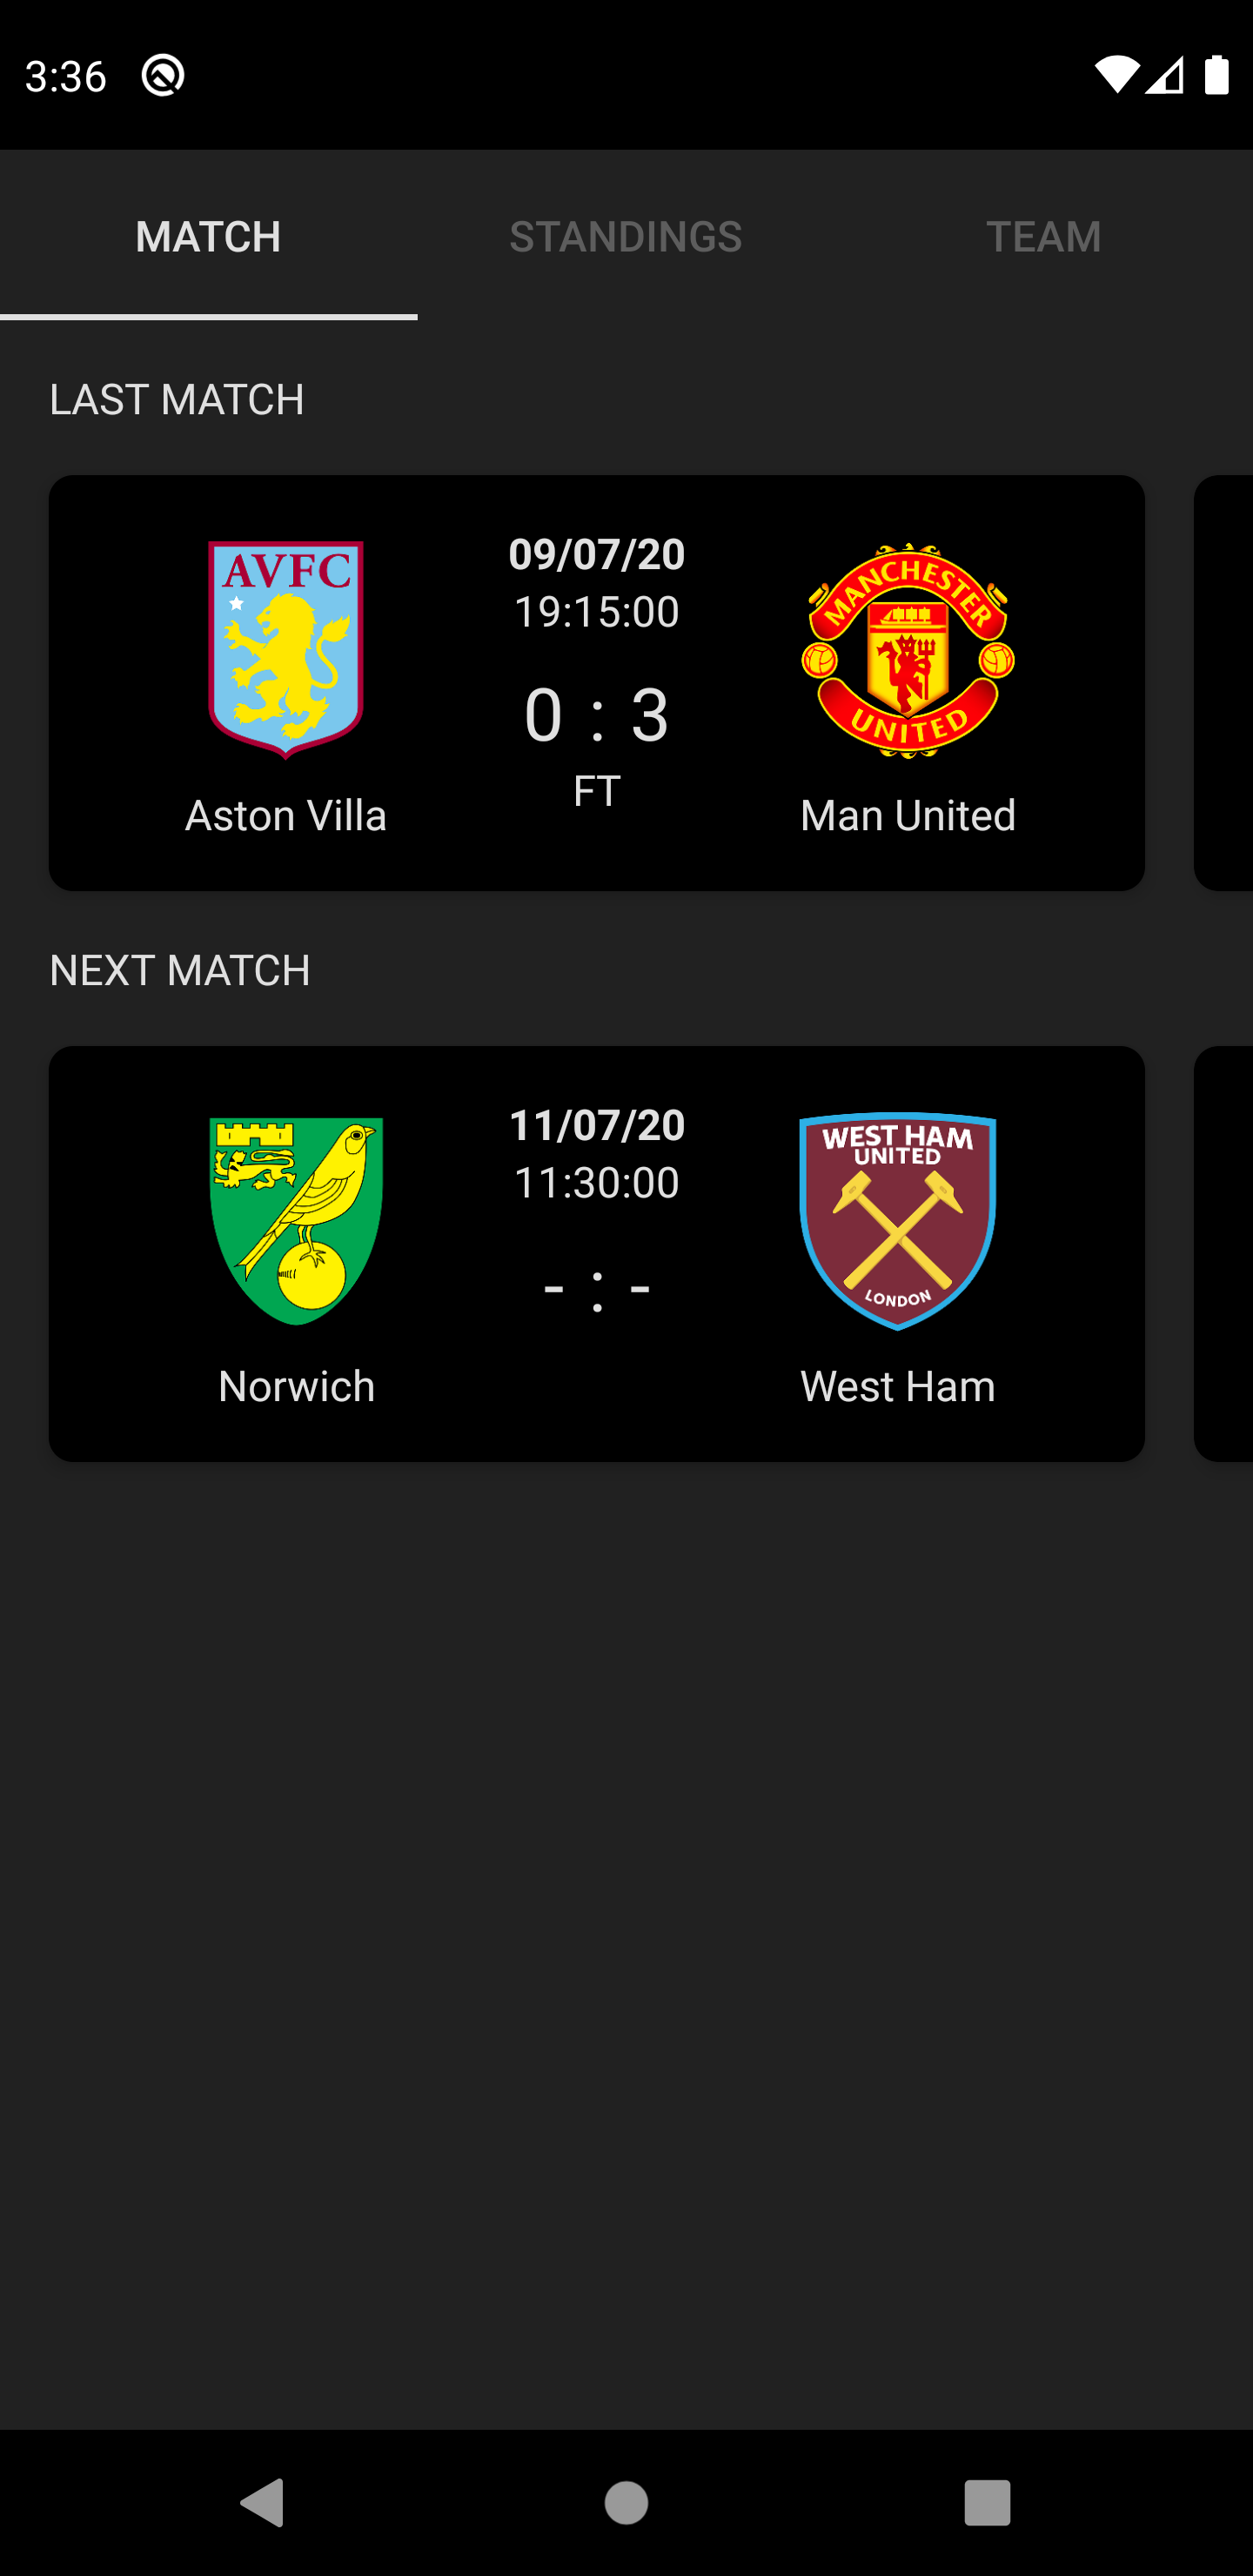 3:36
MATCH STANDINGS TEAM
LAST MATCH
AVFC
09/07/20
19:15:00
0 : 3
FT
MANCHESTER
UNITED
Aston Villa
Man United
NEXT MATCH
11/07/20
11:30:00
- : -
WEST HAM
UNITED
LONDON
Norwich
West Ham